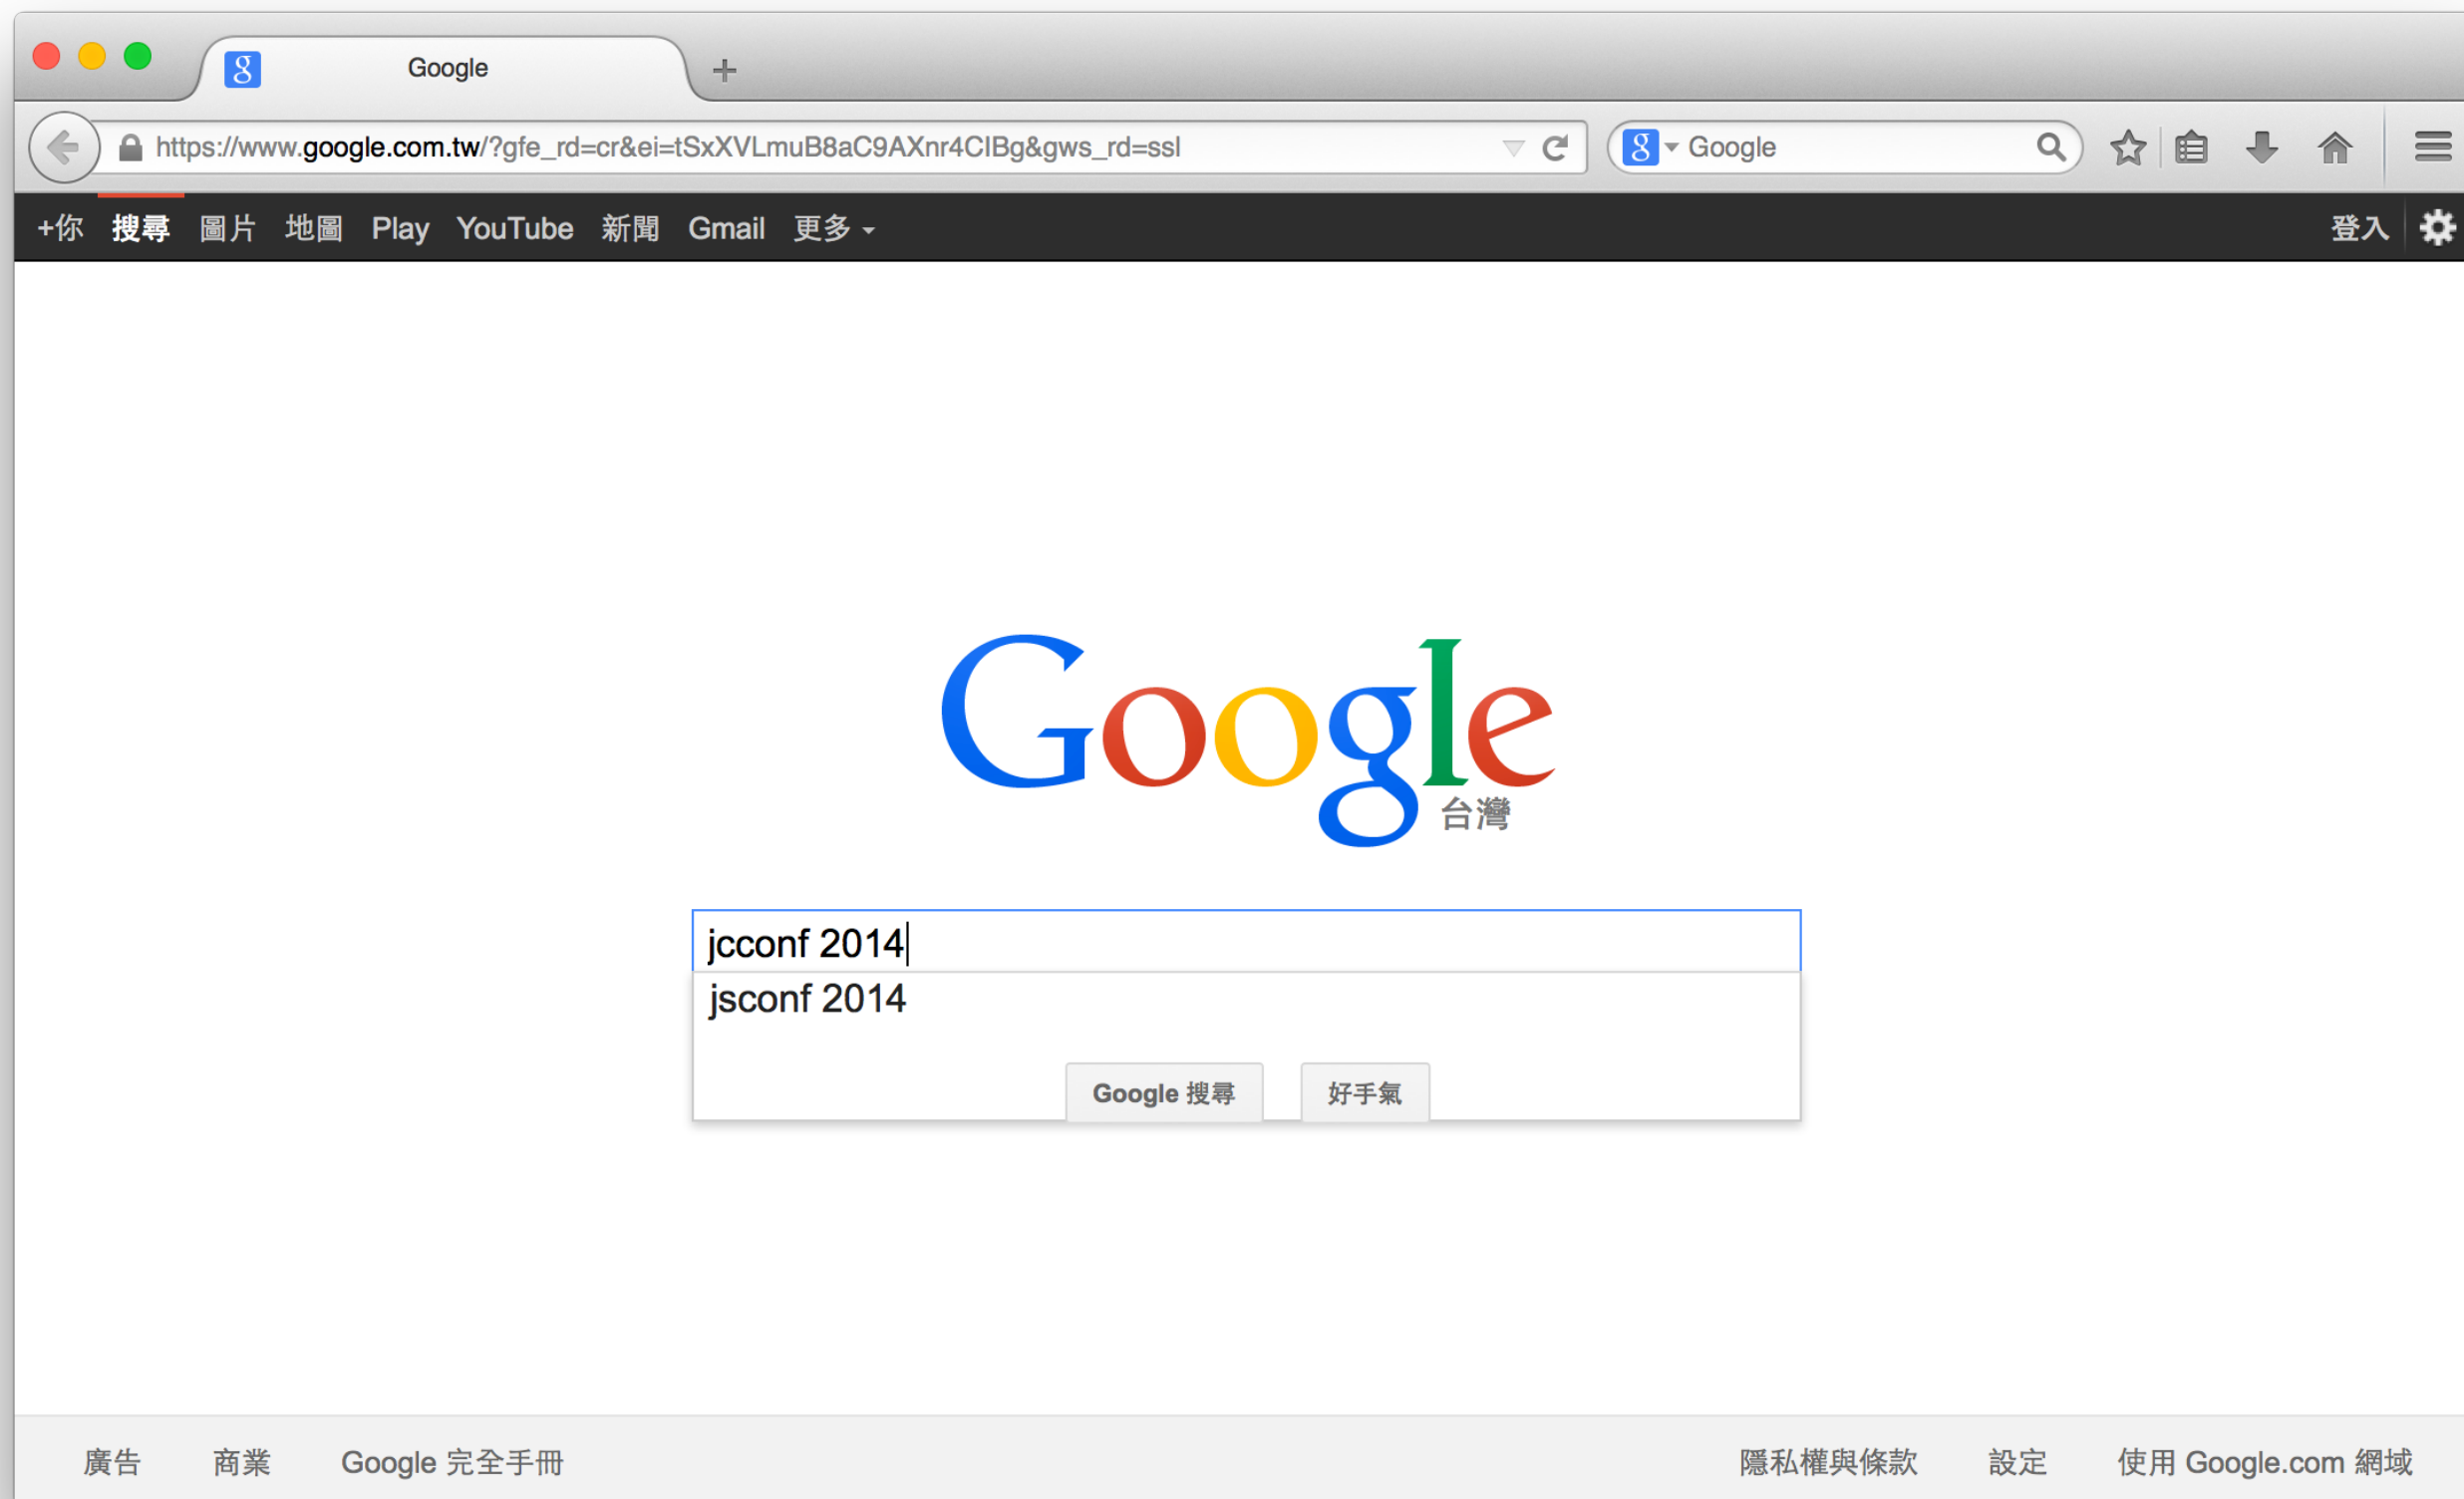 Google
https://www.google.com.tw/?gfe_rd=cr&ei=tSxXVLmuB8aC9AXnr4CIBg&gws_rd=ssl
Google
+你 搜尋 圖片 地圖 Play YouTube 新聞 Gmail 更多 登入
Google
台灣
jcconf 2014
jsconf 2014
Google 搜尋 好手氣
廣告 商業 Google 完全手冊 隱私權與條款 設定 使用 Google.com 網域